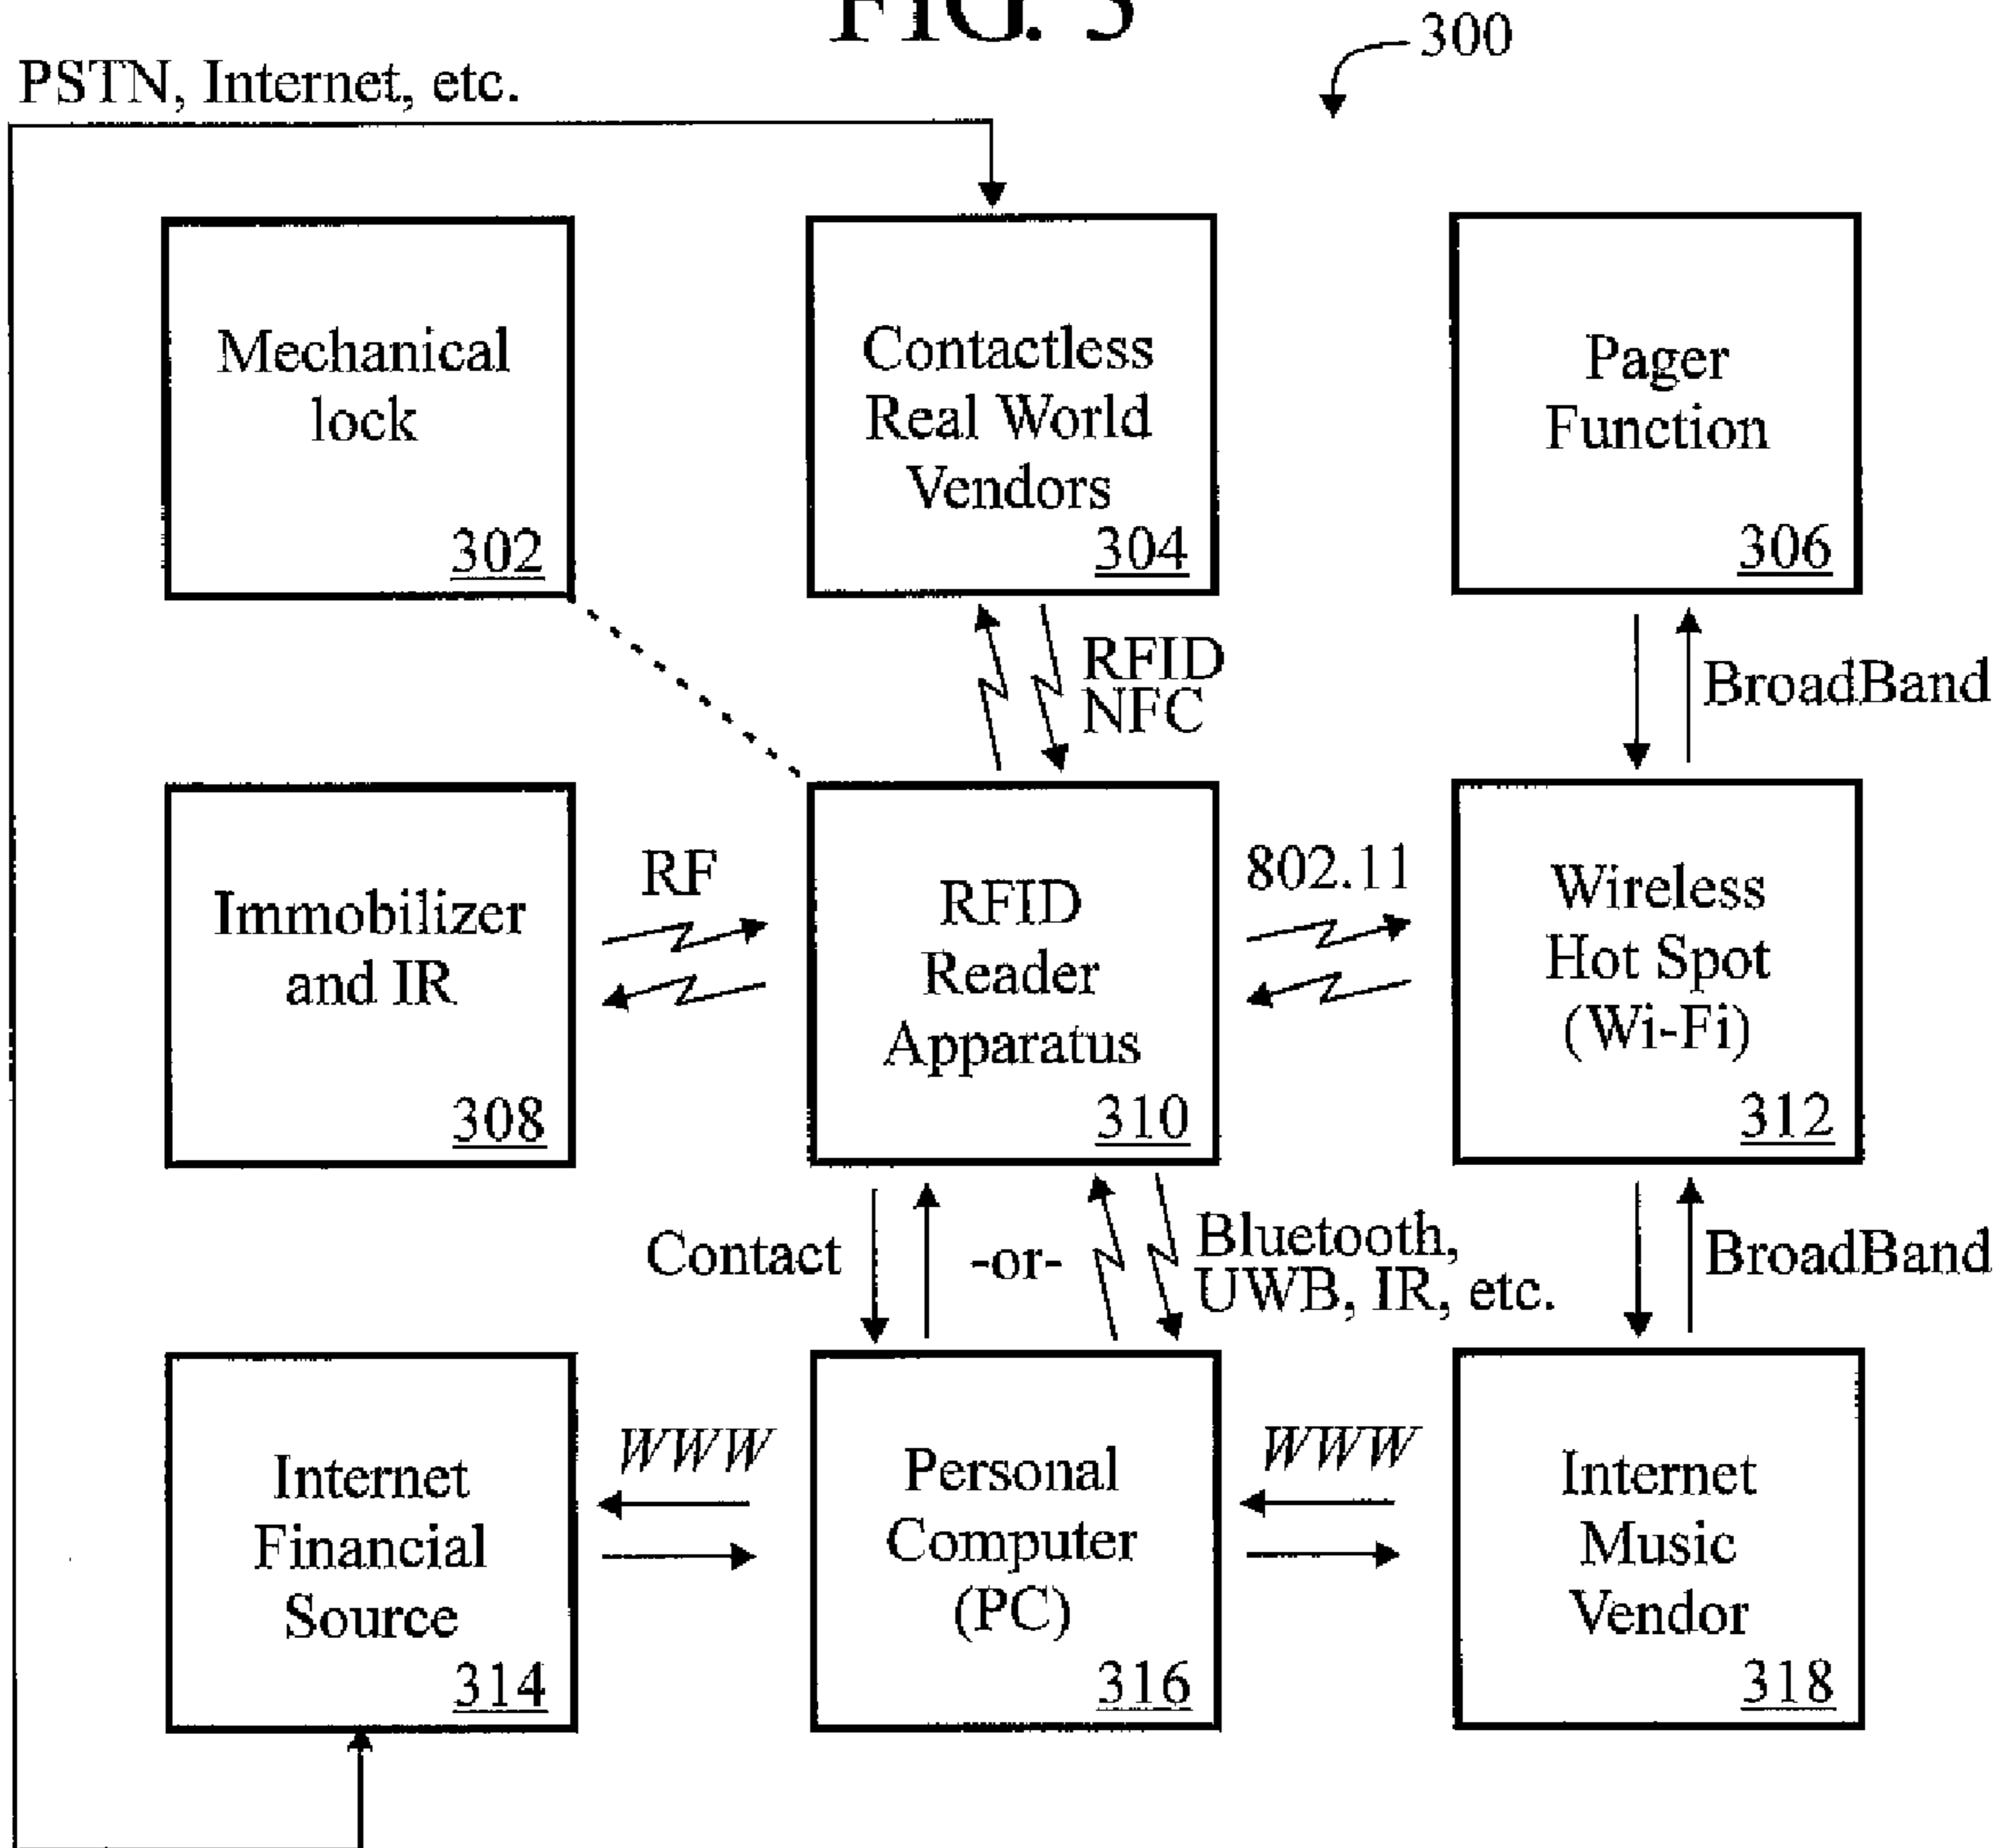 FIG. 3
300
PSTN, Internet, etc.
Mechanical
lock
302
Contactless
Real World
Vendors
304
Pager
Function
306
RFID
NFC
BroadBand
Immobilizer
and IR
308
RF
RFID
Reader
Apparatus
310
802.11
Wireless
Hot Spot
(Wi-Fi)
312
Contact
-or-
Bluetooth,
UWB, IR, etc.
BroadBand
Internet
Financial
Source
314
WWW
Personal
Computer
(PC)
316
WWW
Internet
Music
Vendor
318